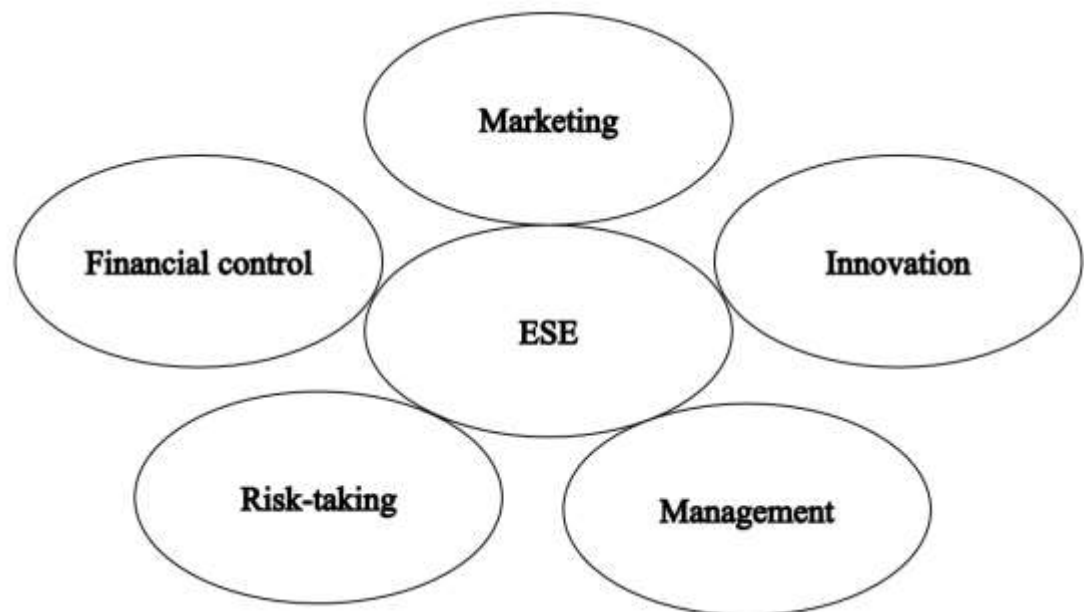 Marketing
Financial control
Innovation
ESE
Risk-taking
Management